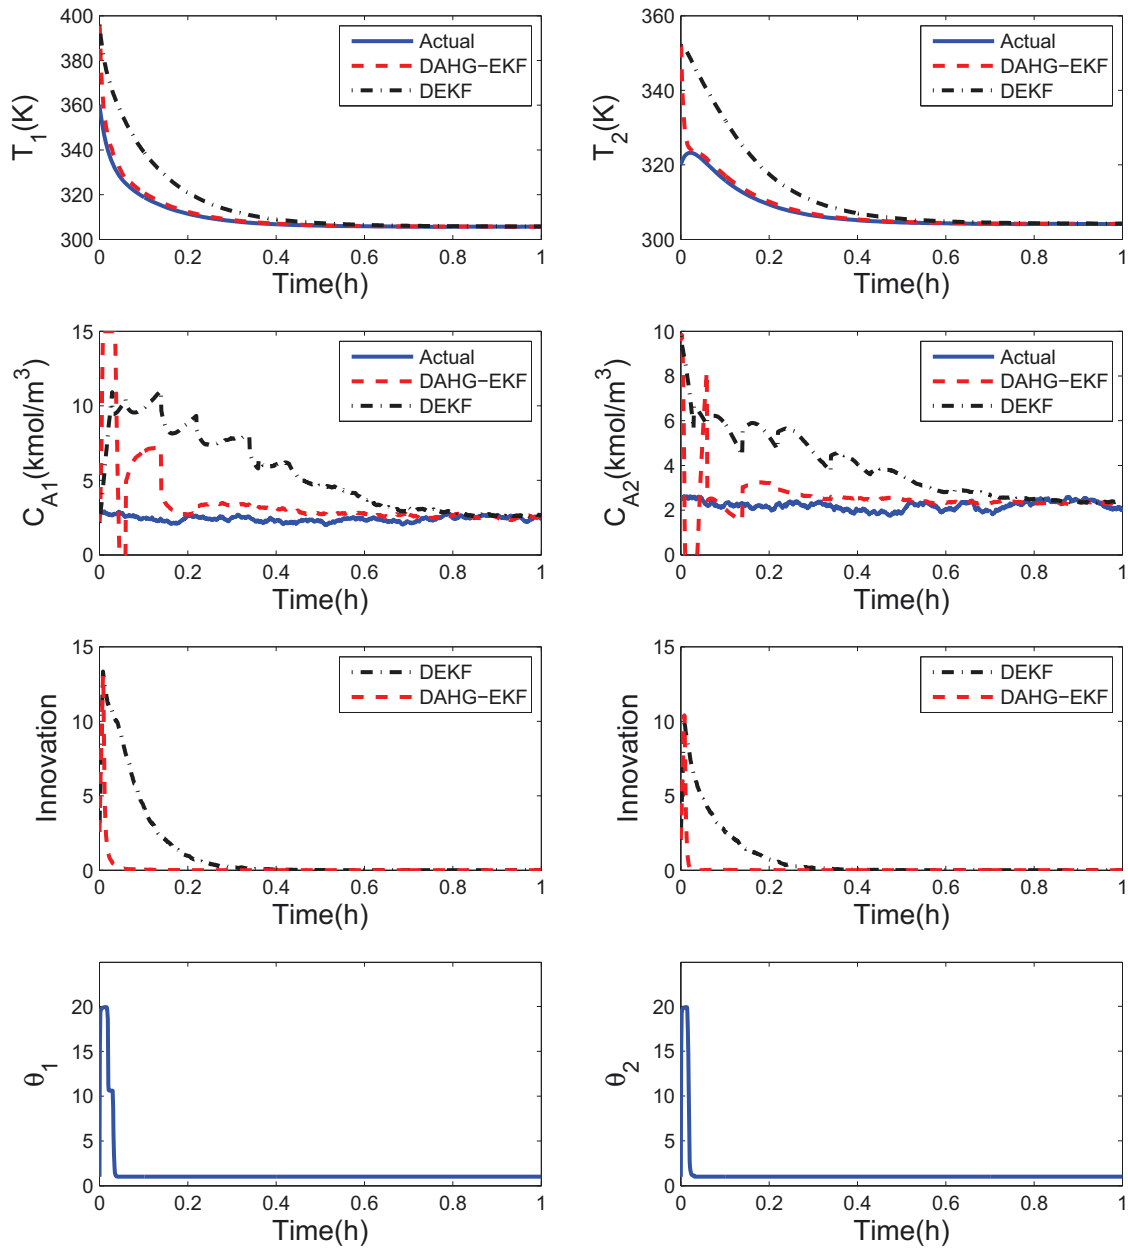 T1(K)
400
380
360
340
320
300
0 0.2 0.4 0.6 0.8 1
Time(h)
Actual
DAHG−EKF
DEKF
T2(K)
360
340
320
300
0 0.2 0.4 0.6 0.8 1
Time(h)
Actual
DAHG−EKF
DEKF
CA1(kmol/m3)
15
10
5
0
0 0.2 0.4 0.6 0.8 1
Time(h)
Actual
DAHG−EKF
DEKF
CA2(kmol/m3)
10
8
6
4
2
0
0 0.2 0.4 0.6 0.8 1
Time(h)
Actual
DAHG−EKF
DEKF
Innovation
15
10
5
0
0 0.2 0.4 0.6 0.8 1
Time(h)
DEKF
DAHG−EKF
Innovation
15
10
5
0
0 0.2 0.4 0.6 0.8 1
Time(h)
DEKF
DAHG−EKF
θ1
20
15
10
5
0
0 0.2 0.4 0.6 0.8 1
Time(h)
θ2
20
15
10
5
0
0 0.2 0.4 0.6 0.8 1
Time(h)